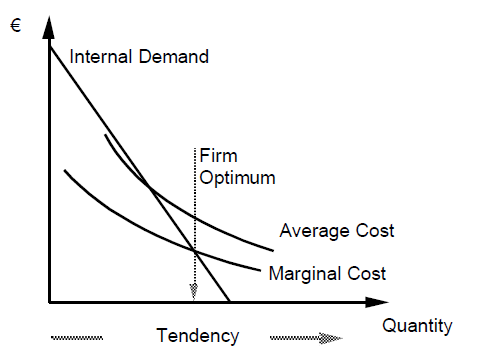 €
Internal Demand
Firm
Optimum
Average Cost
Marginal Cost
Quantity
Tendency